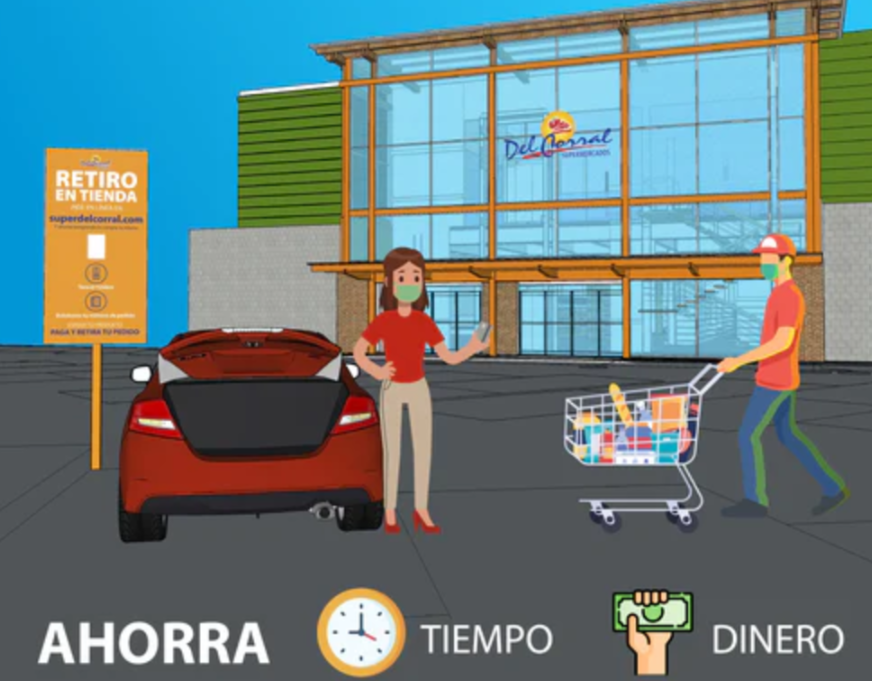 Del Corral
SUPERMERCADOS
RETIRO
EN TIENDA
superdelcorral.com
PAGA Y RETIRA TU PEDIDO
AHORRA
TIEMPO
DINERO